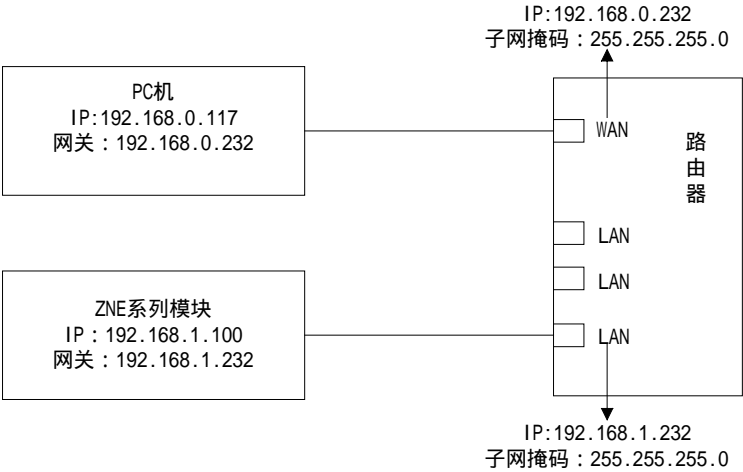 IP:192.168.0.232
子网掩码：255.255.255.0
PC机
IP:192.168.0.117
网关：192.168.0.232
WAN
路由器
LAN
LAN
ZNE系列模块
IP：192.168.1.100
网关：192.168.1.232
LAN
IP:192.168.1.232
子网掩码：255.255.255.0